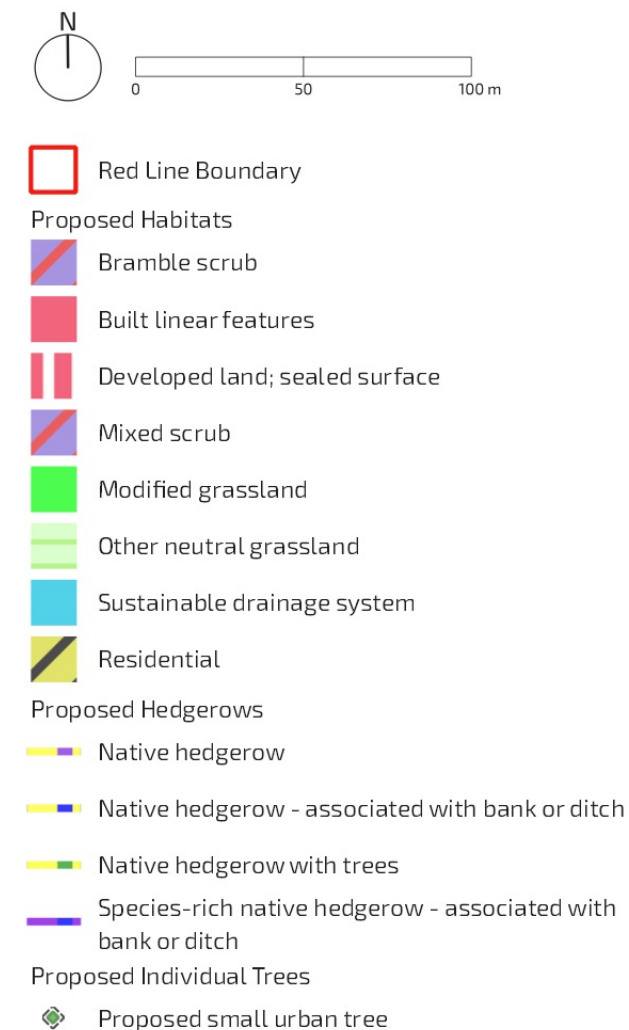 N
0 50 100 m
Red Line Boundary
Proposed Habitats
Bramble scrub
Built linear features
Developed land; sealed surface
Mixed scrub
Modified grassland
Other neutral grassland
Sustainable drainage system
Residential
Proposed Hedgerows
Native hedgerow
Native hedgerow - associated with bank or ditch
Native hedgerow with trees
Species-rich native hedgerow - associated with
bank or ditch
Proposed Individual Trees
Proposed small urban tree